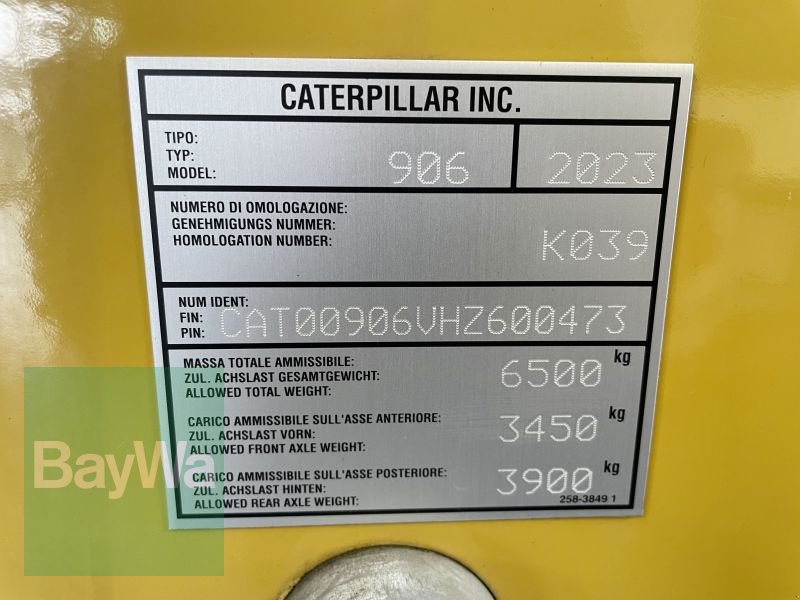 CATERPILLAR INC.
TIPO:
TYP:
MODEL: 906 2023
NUMERO DI OMOLOGAZIONE:
GENEHMIGUNGS NUMMER:
HOMOLOGATION NUMBER: K039
NUM IDENT:
FIN:
PIN: CAT00906VHZ600473
MASSA TOTALE AMMISSIBILE:
ZUL. ACHSLAST GESAMTGEWICHT: 6500 kg
ALLOWED TOTAL WEIGHT:
CARICO AMMISSIBILE SULL'ASSE ANTERIORE:
ZUL. ACHSLAST VORN: 3450 kg
ALLOWED FRONT AXLE WEIGHT:
CARICO AMMISSIBILE SULL'ASSE POSTERIORE:
ZUL. ACHSLAST HINTEN: 3900 kg
ALLOWED REAR AXLE WEIGHT: 258-3849 1
BayWa